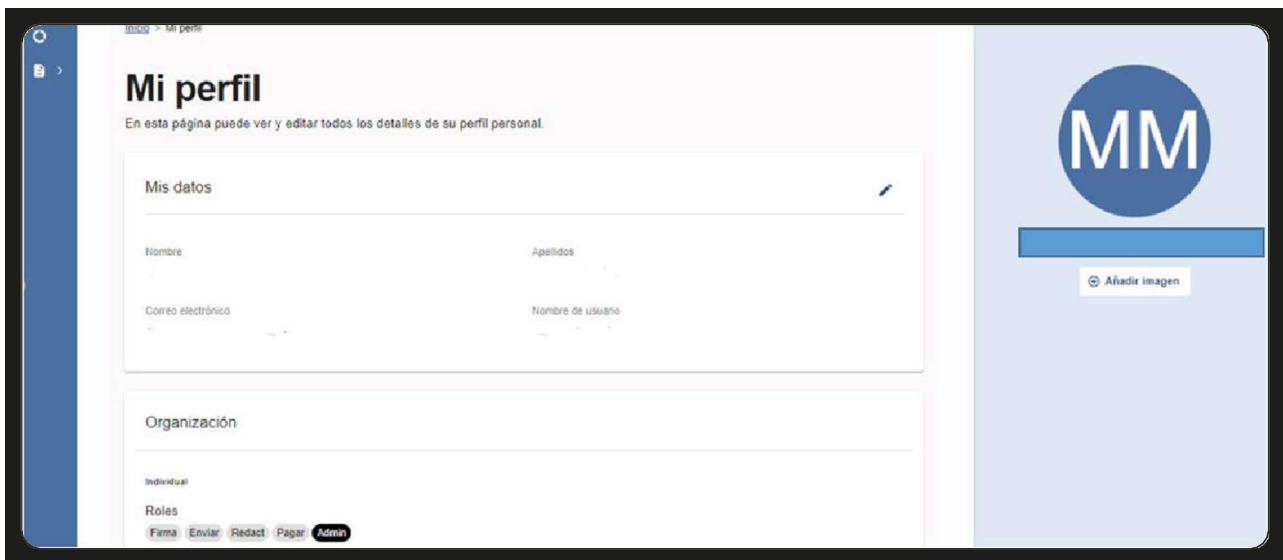 Inicio > Mi perfil
Mi perfil
En esta página puede ver y editar todos los detalles de su perfil personal.
Mis datos
Nombre
Apellidos
Correo electrónico
Nombre de usuario
Organización
Individual
Roles
Firma Enviar Redact Pagar Admin
MM
Añadir imagen